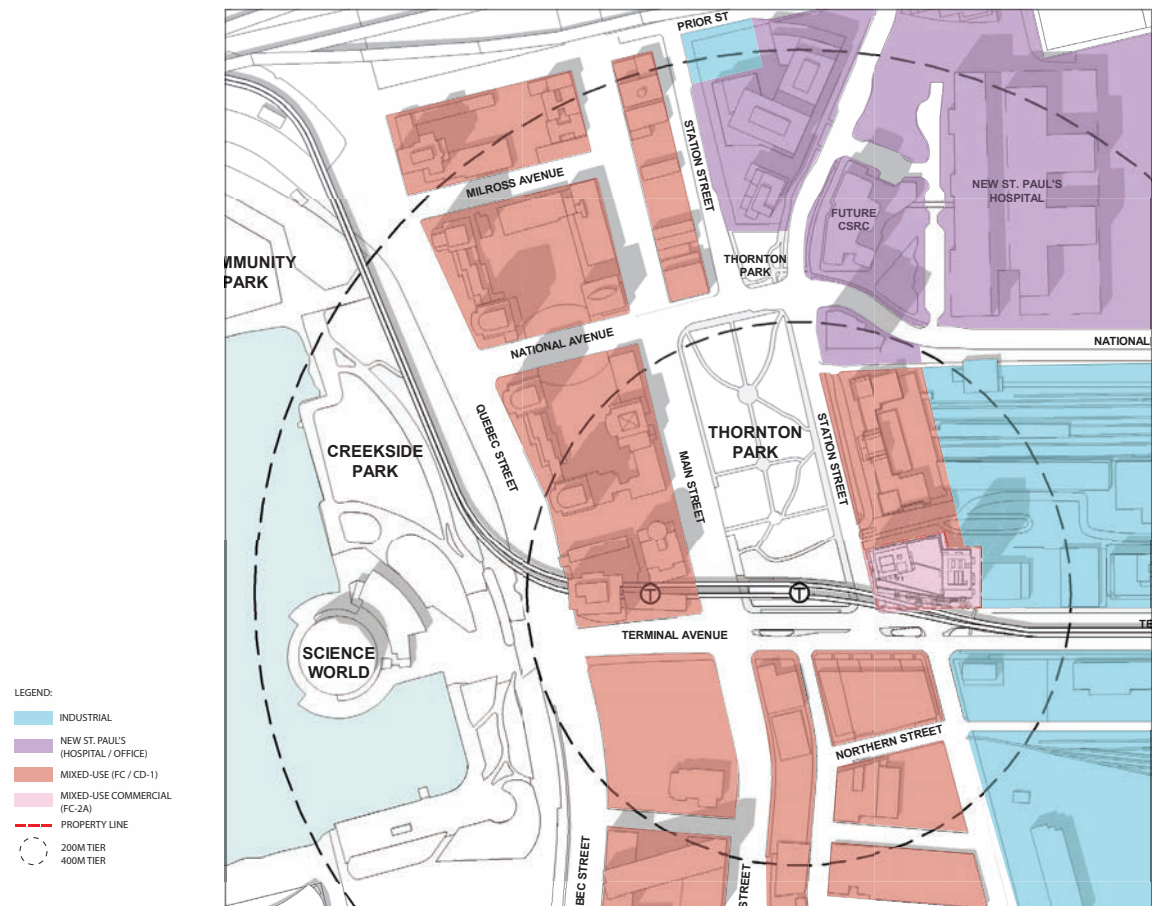 PRIOR ST
STATION STREET
MILROSS AVENUE
NEW ST. PAUL'S
HOSPITAL
FUTURE
CSRC
THORNTON
PARK
MMUNITY
PARK
NATIONAL AVENUE
NATIONAL
QUEBEC STREET
CREEKSIDE
PARK
THORNTON
PARK
STATION STREET
MAIN STREET
T
T
TERMINAL AVENUE
TE
SCIENCE
WORLD
NORTHERN STREET
BEC STREET
STREET
LEGEND:
INDUSTRIAL
NEW ST. PAUL'S
(HOSPITAL / OFFICE)
MIXED-USE (FC / CD-1)
MIXED-USE COMMERCIAL
(FC-2A)
PROPERTY LINE
200M TIER
400M TIER